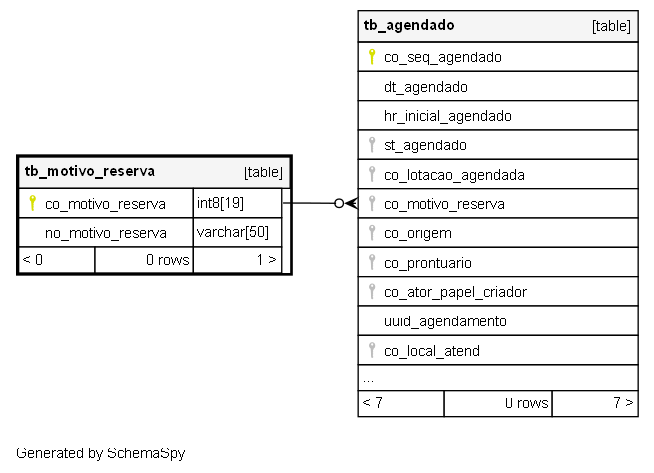 tb_motivo_reserva [table]
co_motivo_reserva int8[19]
no_motivo_reserva varchar[50]
< 0 0 rows 1 >
tb_agendado [table]
co_seq_agendado
dt_agendado
hr_inicial_agendado
st_agendado
co_lotacao_agendada
co_motivo_reserva
co_origem
co_prontuario
co_ator_papel_criador
uuid_agendamento
co_local_atend
...
< 7 0 rows 7 >
Generated by SchemaSpy